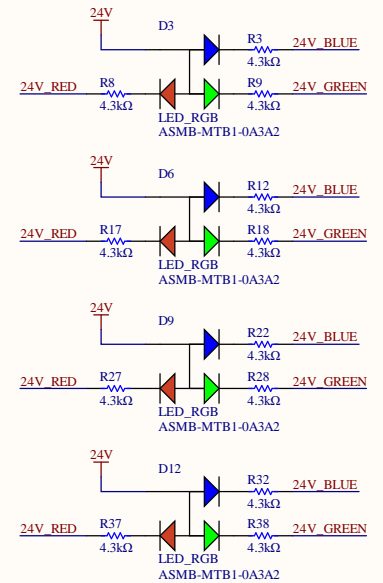 24V
D3
R3
24V_BLUE
4.3kΩ
24V_RED
R8
R9
24V_GREEN
4.3kΩ
4.3kΩ
LED_RGB
ASMB-MTB1-0A3A2
24V
D6
R12
24V_BLUE
4.3kΩ
24V_RED
R17
R18
24V_GREEN
4.3kΩ
4.3kΩ
LED_RGB
ASMB-MTB1-0A3A2
24V
D9
R22
24V_BLUE
4.3kΩ
24V_RED
R27
R28
24V_GREEN
4.3kΩ
4.3kΩ
LED_RGB
ASMB-MTB1-0A3A2
24V
D12
R32
24V_BLUE
4.3kΩ
24V_RED
R37
R38
24V_GREEN
4.3kΩ
4.3kΩ
LED_RGB
ASMB-MTB1-0A3A2